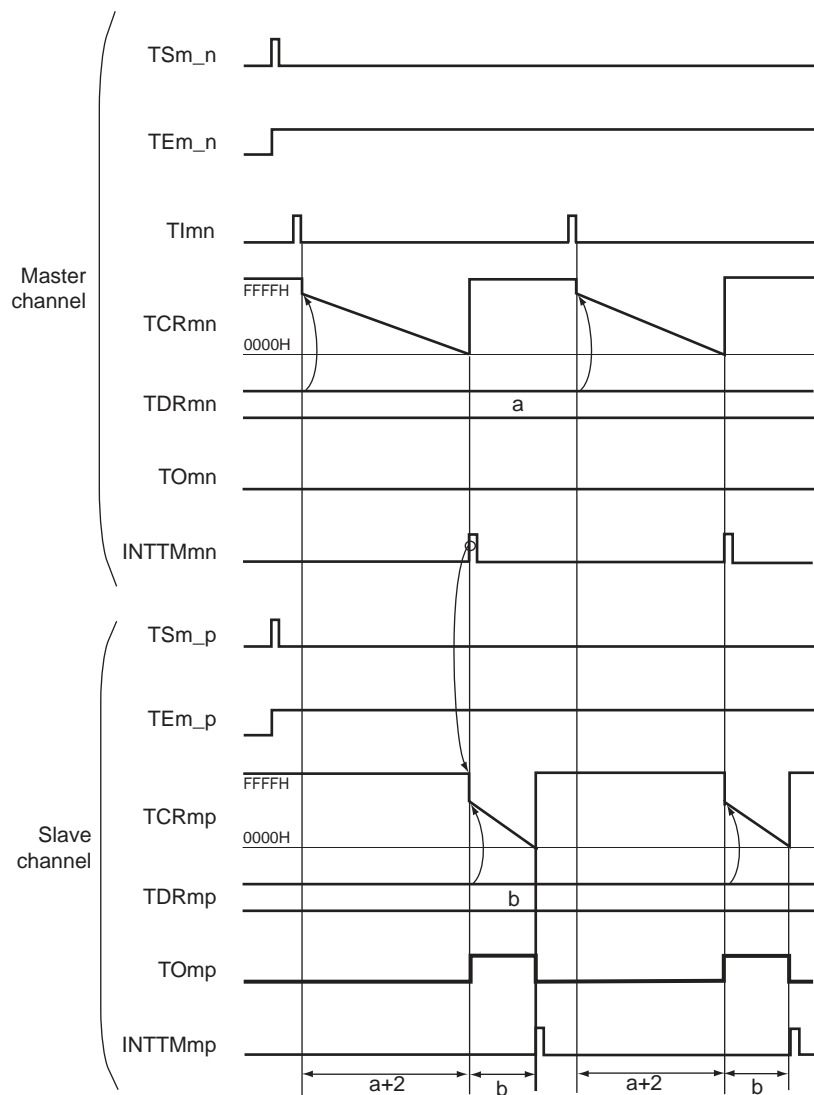 TSm_n
TEm_n
TImn
Master
channel
FFFFH
TCRmn
0000H
TDRmn
a
TOmn
INTTMmn
TSm_p
TEm_p
FFFFH
TCRmp
Slave
channel
0000H
TDRmp
b
TOmp
INTTMmp
a+2 b a+2 b